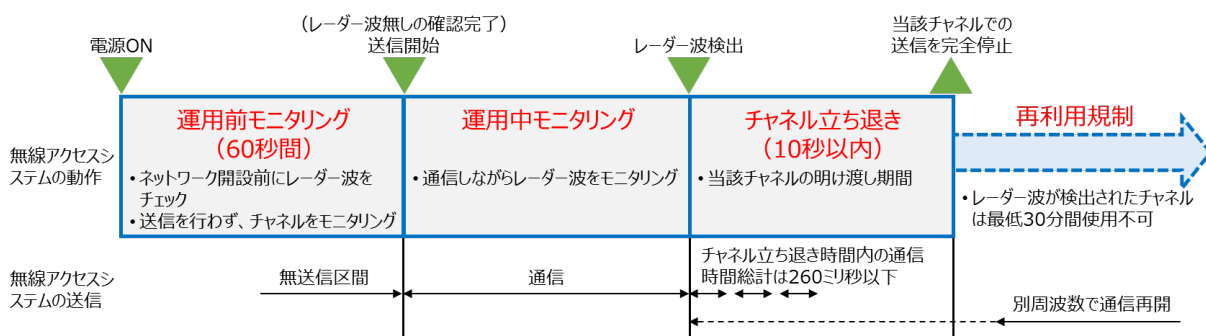 電源ON
(レーダー波無しの確認完了)
送信開始
レーダー波検出
当該チャネルでの
送信を完全停止
無線アクセスシ
ステムの動作
運用前モニタリング
(60秒間)
• ネットワーク開設前にレーダー波を
チェック
• 送信を行わず、チャネルをモニタリング
運用中モニタリング
• 通信しながらレーダー波をモニタリング
チャネル立ち退き
(10秒以内)
• 当該チャネルの明け渡し期間
再利用規制
• レーダー波が検出されたチャネル
は最低30分間使用不可
無線アクセスシ
ステムの送信
無送信区間
通信
チャネル立ち退き時間内の通信
時間総計は260ミリ秒以下
別周波数で通信再開